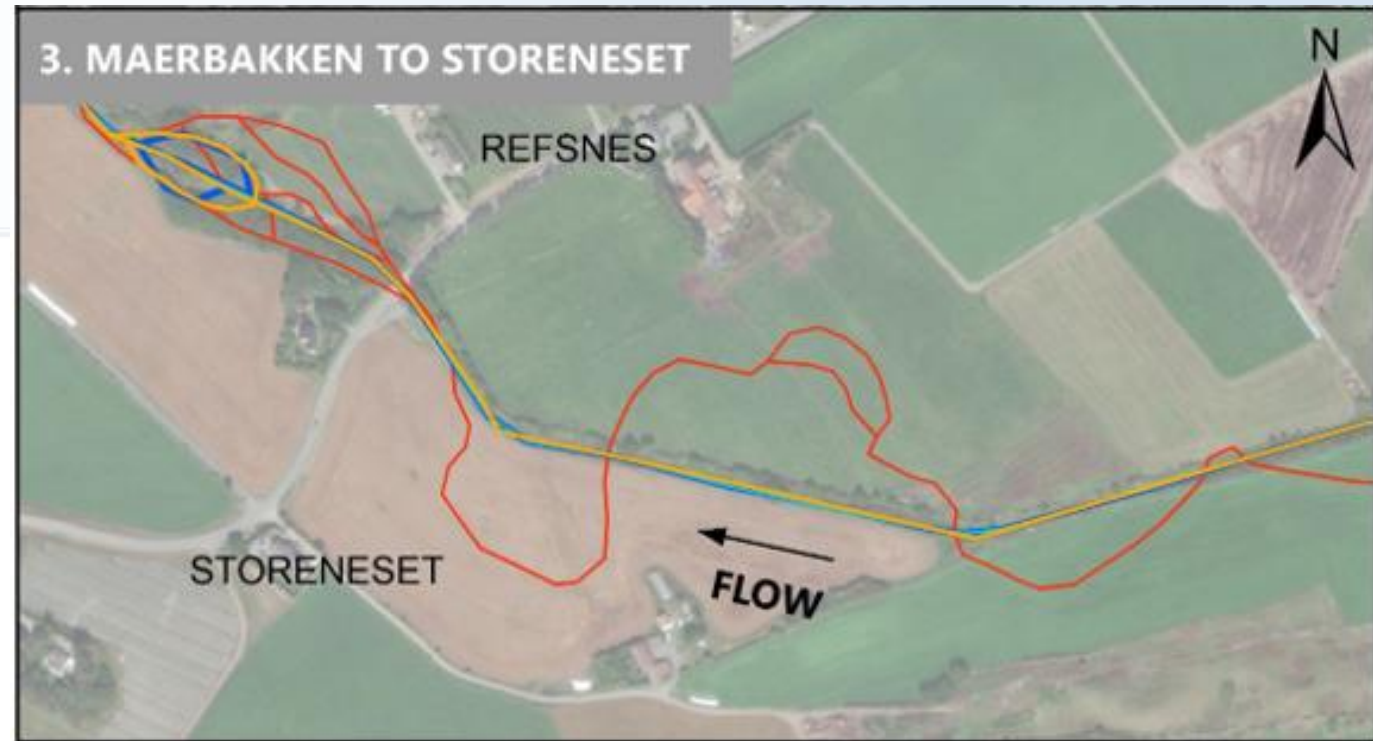 3. MAERBAKKEN TO STORENESET
N
REFSNES
STORENESET
FLOW